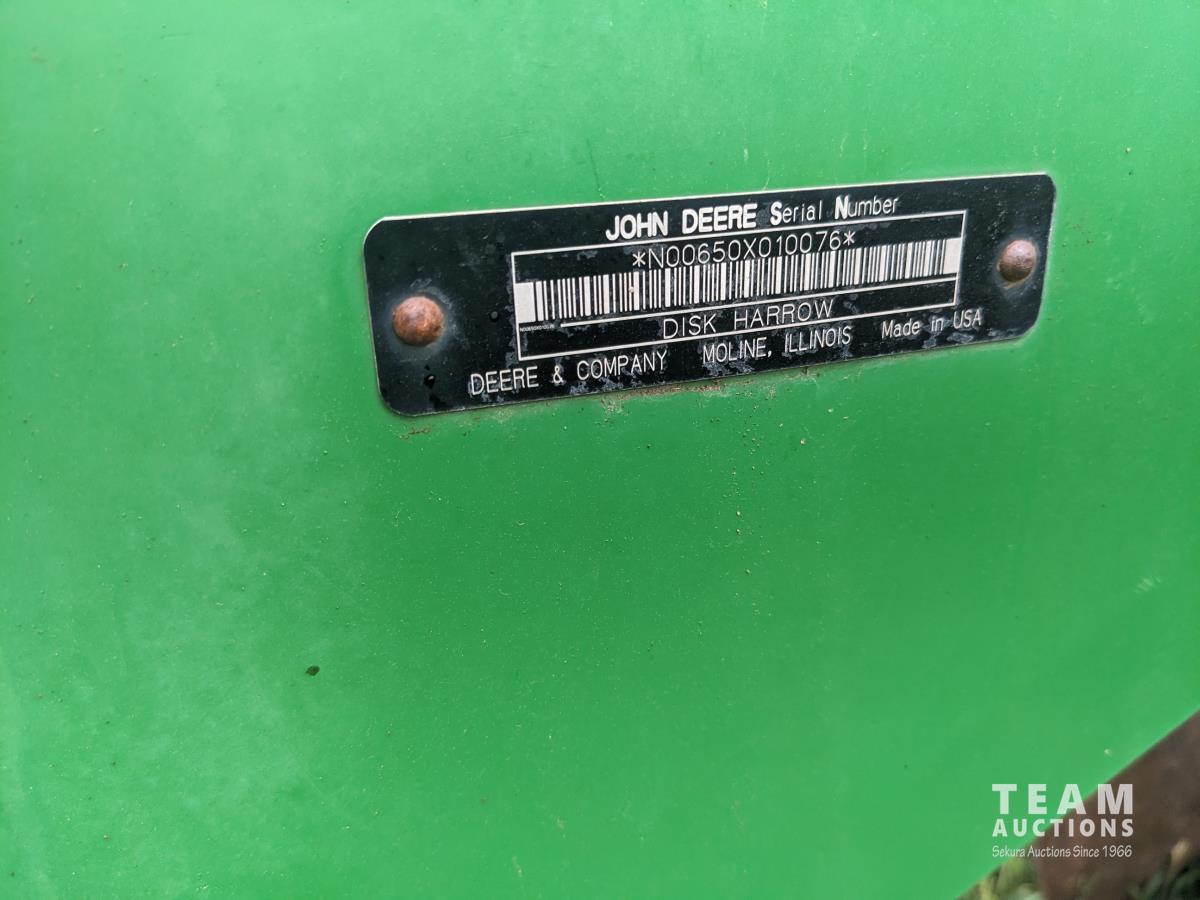 JOHN DEERE Serial Number
*N00650X010076*
DISK HARROW
DEERE & COMPANY MOLINE, ILLINOIS Made in USA
TEAM
AUCTIONS
Sekura Auctions Since 1966